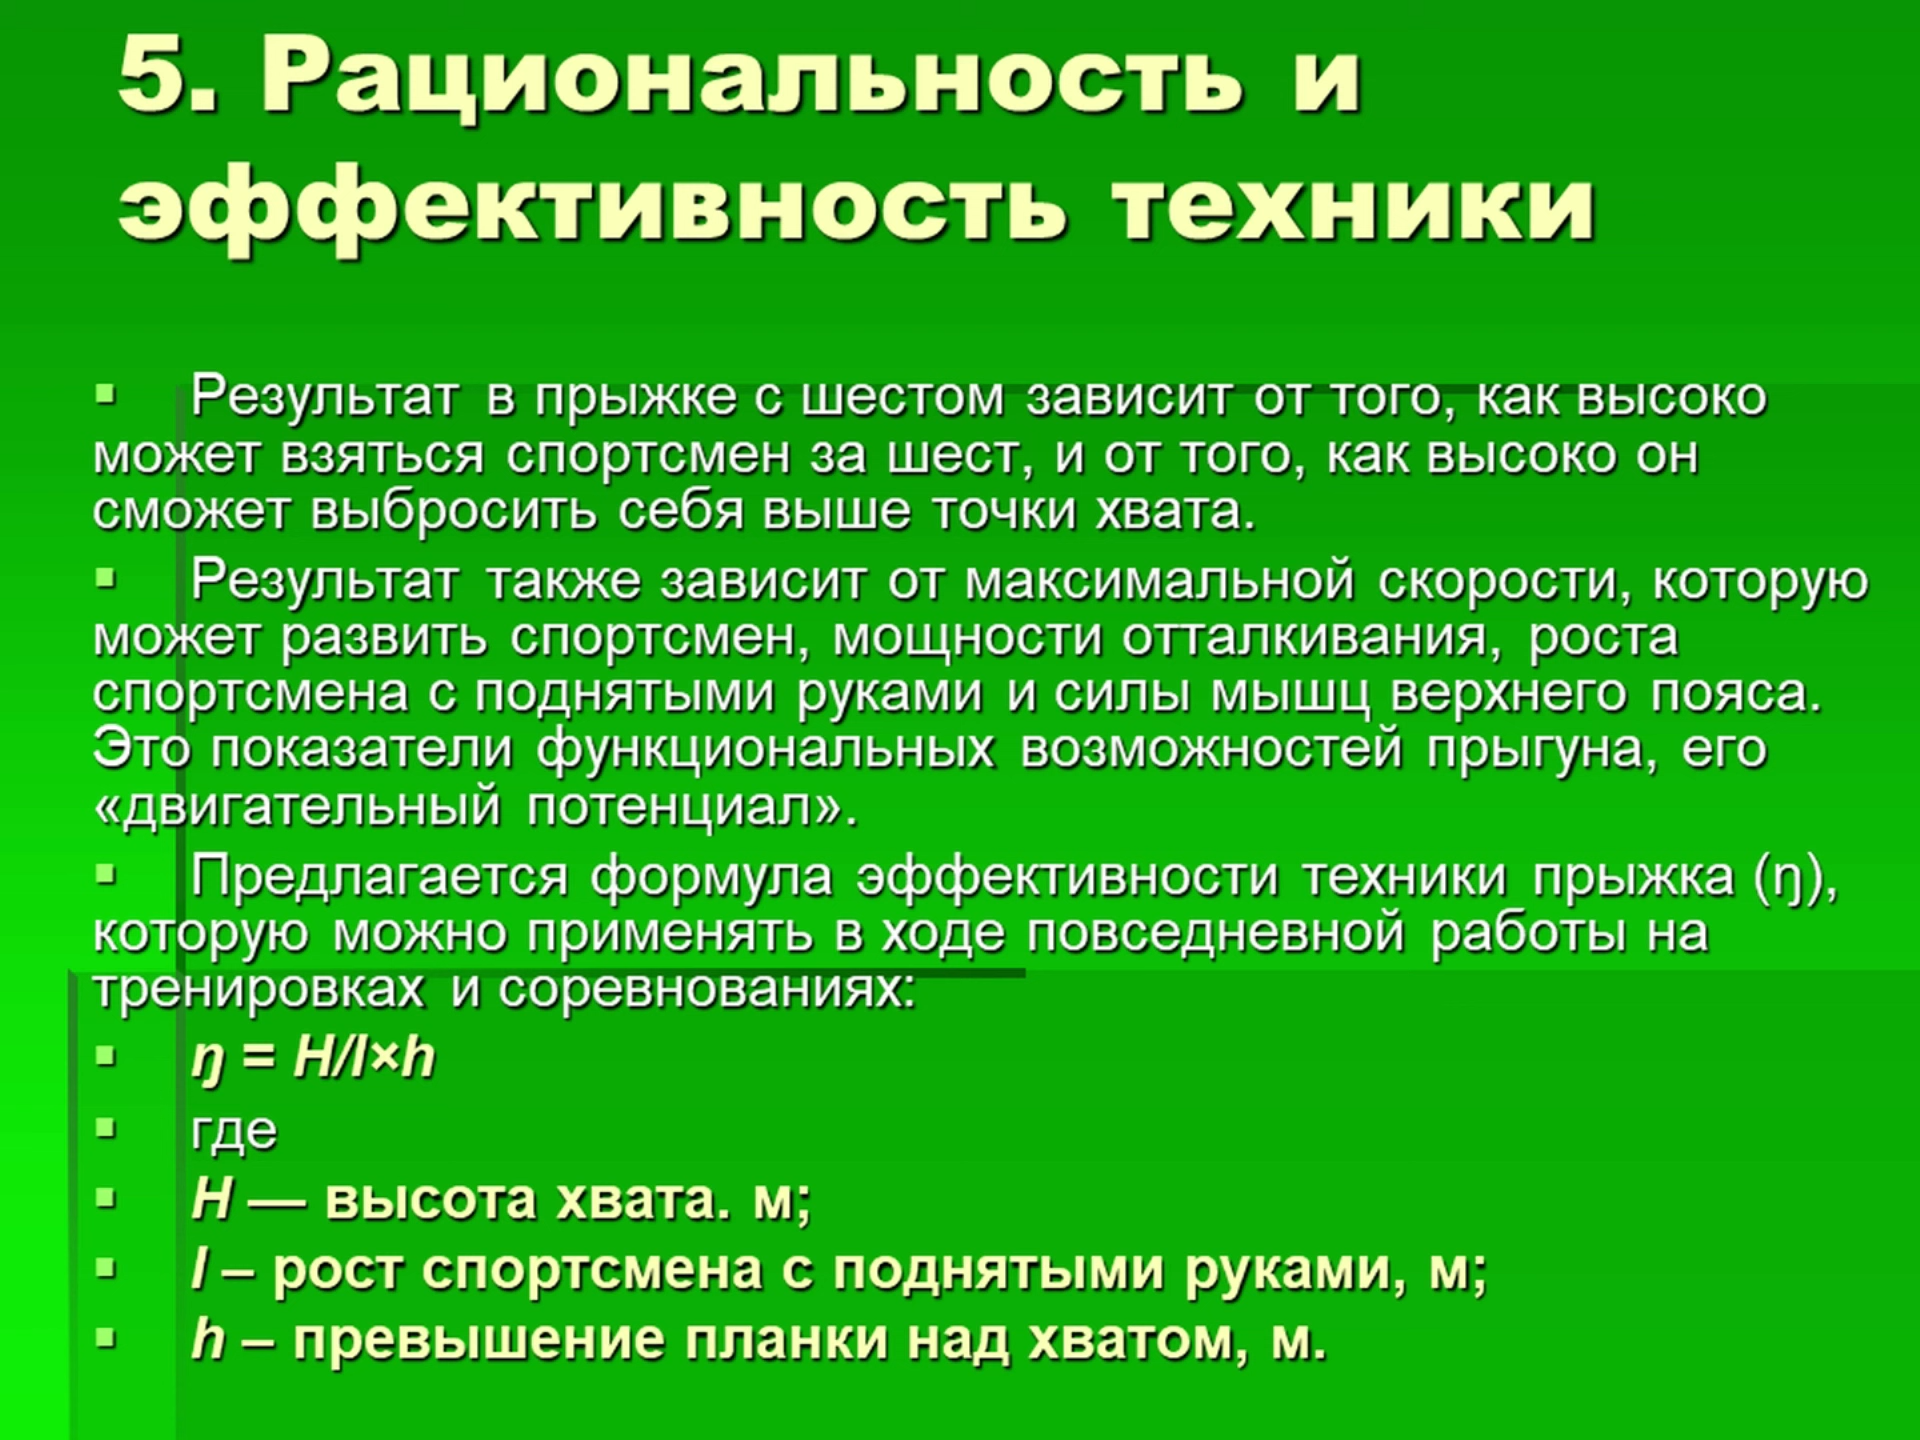 5. Рациональность и
эффективность техники
▪ Результат в прыжке с шестом зависит от того, как высоко
может взяться спортсмен за шест, и от того, как высоко он
сможет выбросить себя выше точки хвата.
▪ Результат также зависит от максимальной скорости, которую
может развить спортсмен, мощности отталкивания, роста
спортсмена с поднятыми руками и силы мышц верхнего пояса.
Это показатели функциональных возможностей прыгуна, его
«двигательный потенциал».
▪ Предлагается формула эффективности техники прыжка (ŋ),
которую можно применять в ходе повседневной работы на
тренировках и соревнованиях:
▪ ŋ = H/l×h
▪ где
▪ H — высота хвата. м;
▪ l – рост спортсмена с поднятыми руками, м;
▪ h – превышение планки над хватом, м.